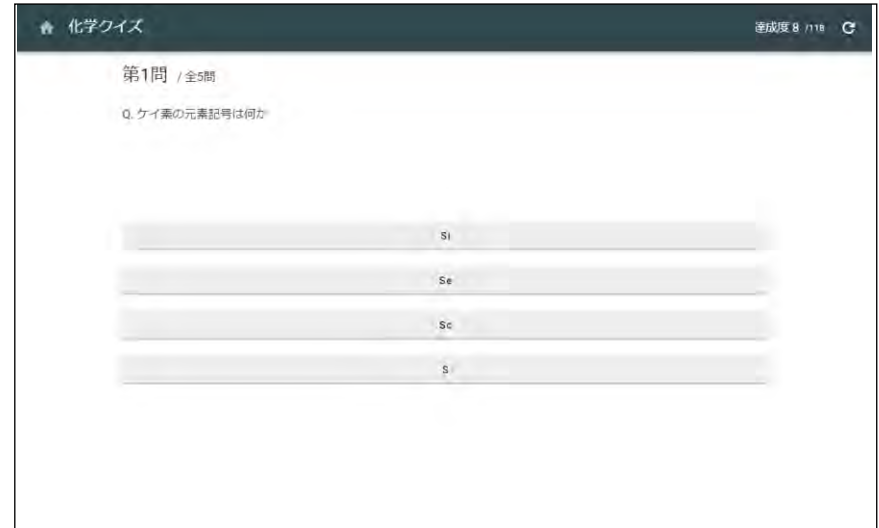 化学クイズ
達成度 8 /118
第1問 / 全5問
Q. ケイ素の元素記号は何か
Si
Se
Sc
S